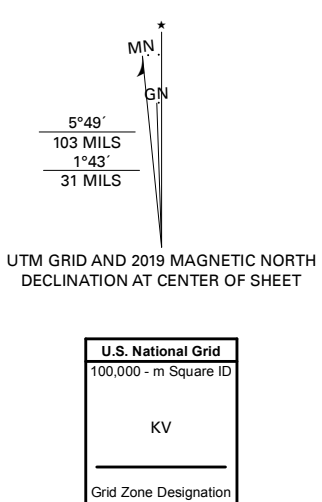 ★
MN
GN
5°49´
103 MILS
1°43´
31 MILS
UTM GRID AND 2019 MAGNETIC NORTH
DECLINATION AT CENTER OF SHEET
U.S. National Grid
100,000 - m Square ID
KV
Grid Zone Designation